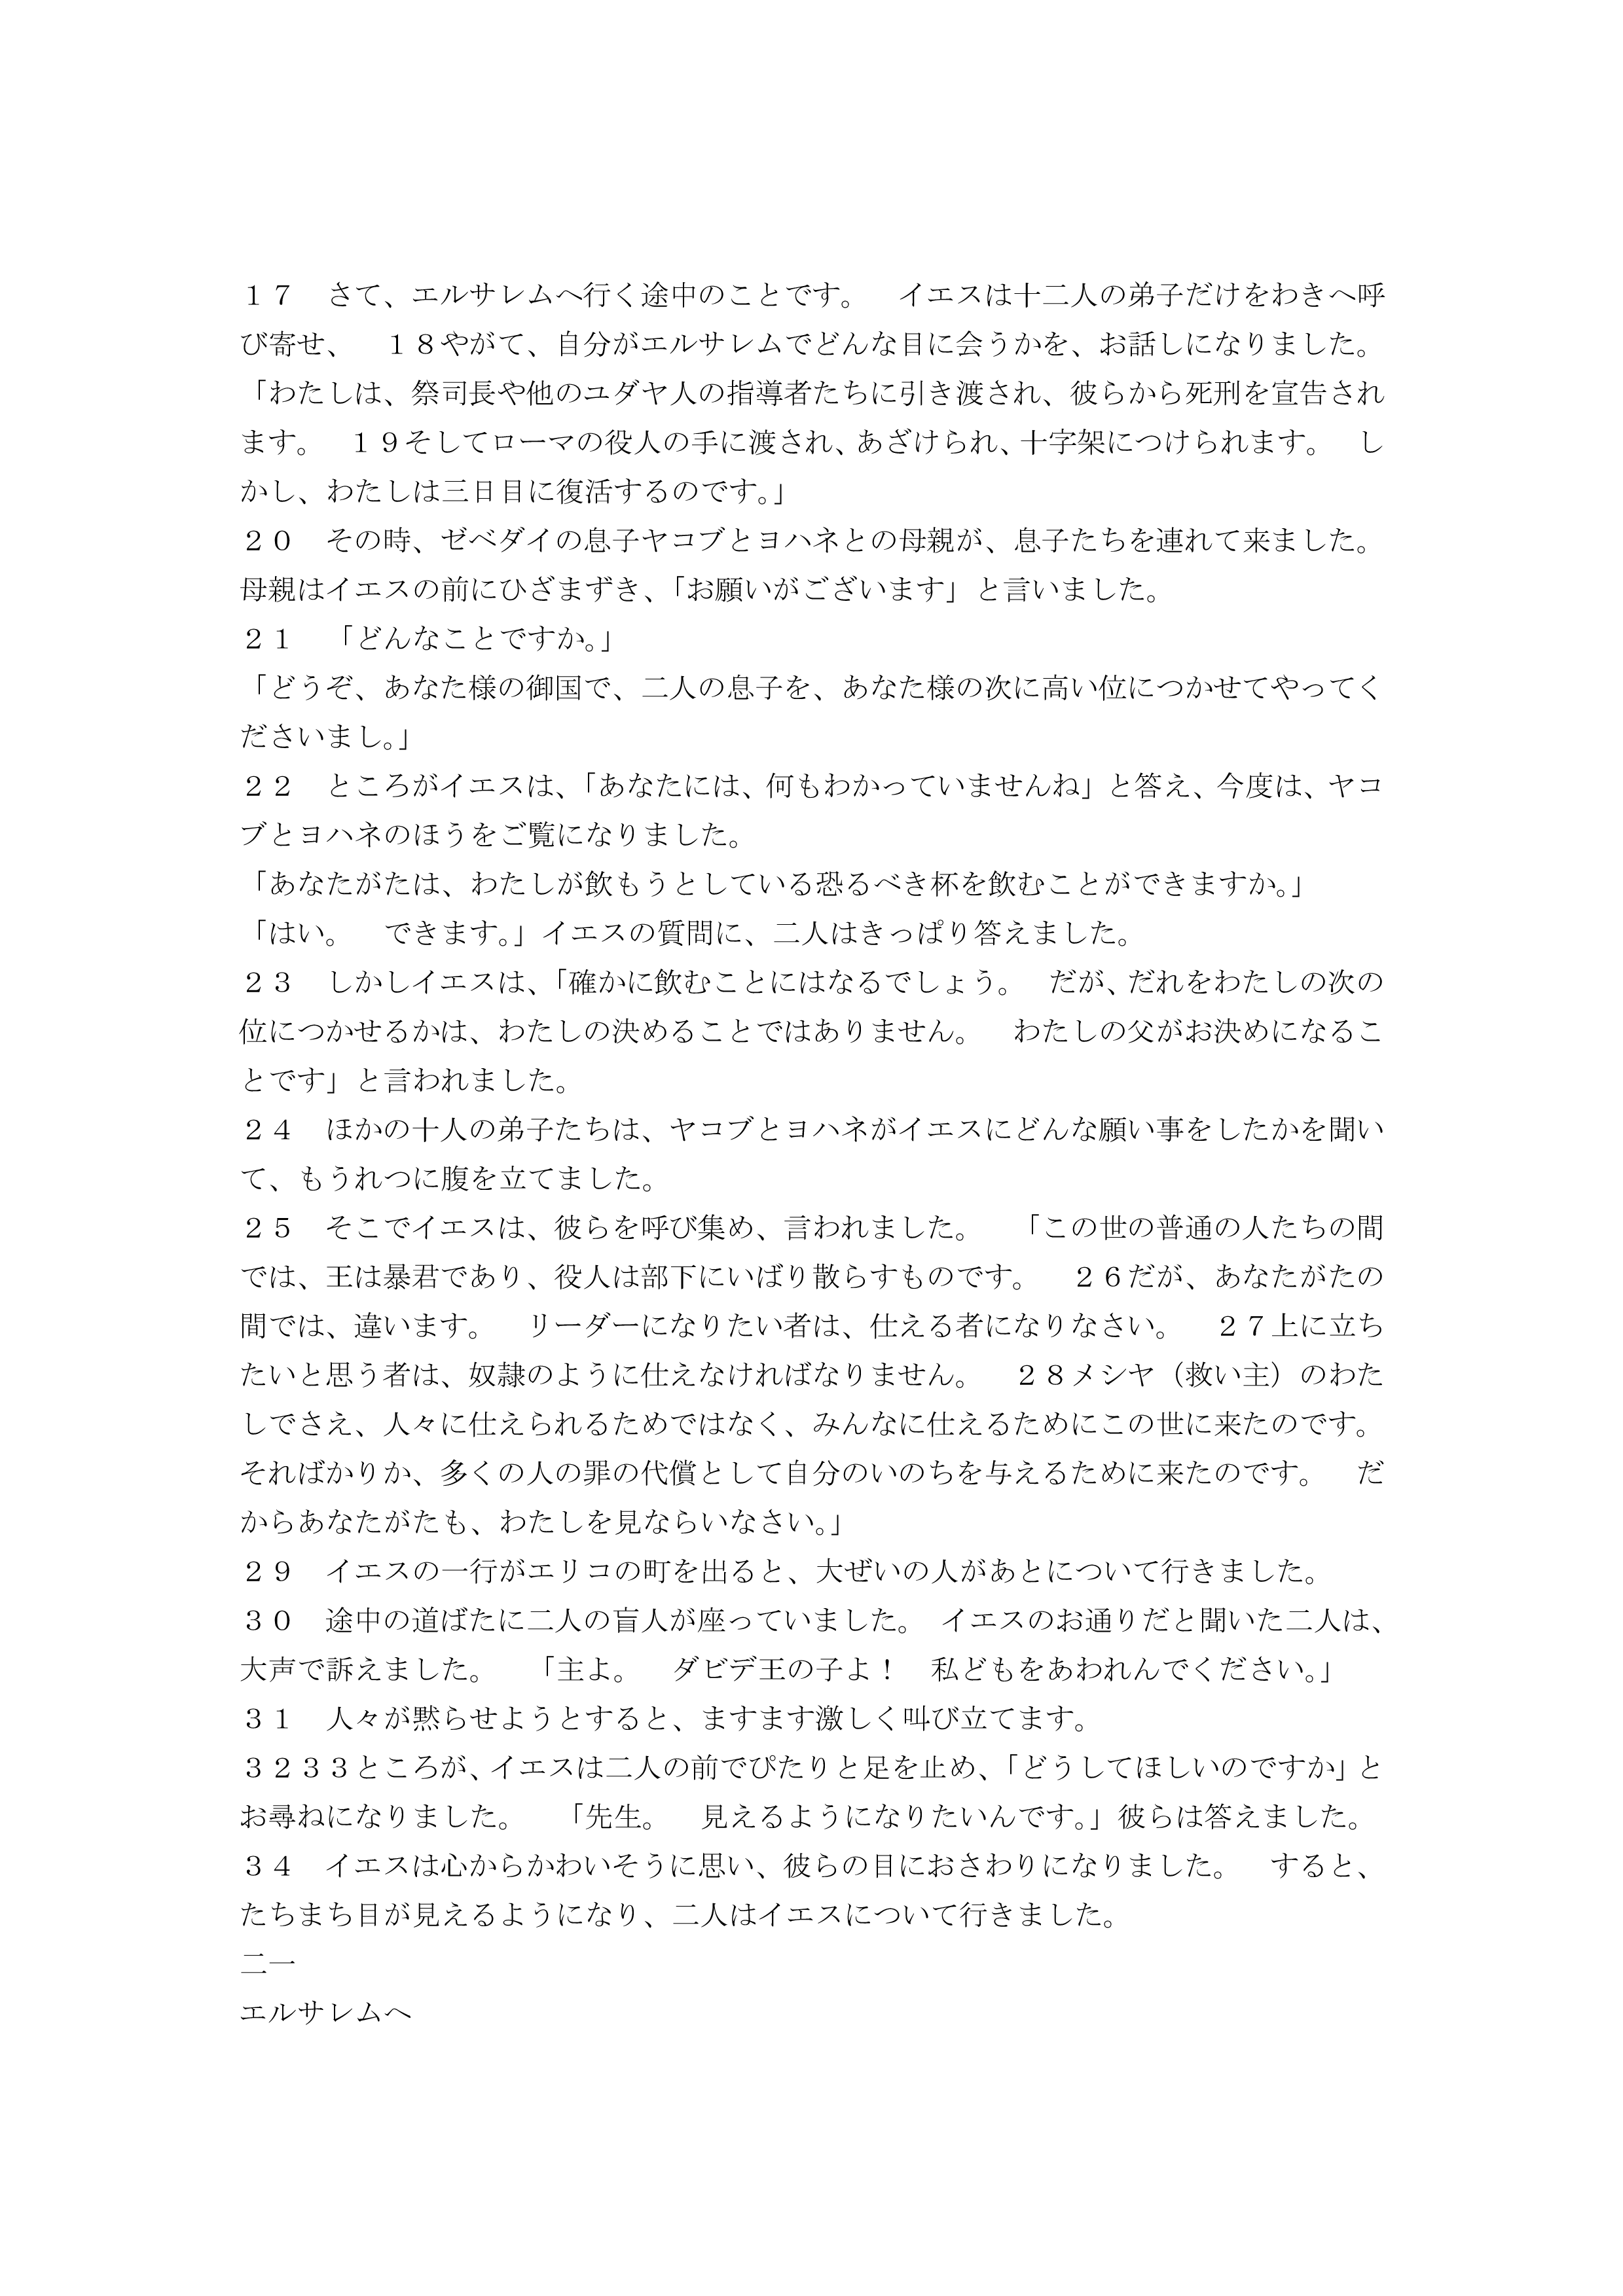 １７　さて、エルサレムへ行く途中のことです。　イエスは十二人の弟子だけをわきへ呼
び寄せ、　１８やがて、自分がエルサレムでどんな目に会うかを、お話しになりました。
「わたしは、祭司長や他のユダヤ人の指導者たちに引き渡され、彼らから死刑を宣告され
ます。　１９そしてローマの役人の手に渡され、あざけられ、十字架につけられます。　し
かし、わたしは三日目に復活するのです。」
２０　その時、ゼベダイの息子ヤコブとヨハネとの母親が、息子たちを連れて来ました。
母親はイエスの前にひざまずき、「お願いがございます」と言いました。
２１　「どんなことですか。」
「どうぞ、あなた様の御国で、二人の息子を、あなた様の次に高い位につかせてやってく
ださいまし。」
２２　ところがイエスは、「あなたには、何もわかっていませんね」と答え、今度は、ヤコ
ブとヨハネのほうをご覧になりました。
「あなたがたは、わたしが飲もうとしている恐るべき杯を飲むことができますか。」
「はい。　できます。」イエスの質問に、二人はきっぱり答えました。
２３　しかしイエスは、「確かに飲むことにはなるでしょう。　だが、だれをわたしの次の
位につかせるかは、わたしの決めることではありません。　わたしの父がお決めになるこ
とです」と言われました。
２４　ほかの十人の弟子たちは、ヤコブとヨハネがイエスにどんな願い事をしたかを聞い
て、もうれつに腹を立てました。
２５　そこでイエスは、彼らを呼び集め、言われました。　「この世の普通の人たちの間
では、王は暴君であり、役人は部下にいばり散らすものです。　２６だが、あなたがたの
間では、違います。　リーダーになりたい者は、仕える者になりなさい。　２７上に立ち
たいと思う者は、奴隷のように仕えなければなりません。　２８メシヤ（救い主）のわた
しでさえ、人々に仕えられるためではなく、みんなに仕えるためにこの世に来たのです。
そればかりか、多くの人の罪の代償として自分のいのちを与えるために来たのです。　だ
からあなたがたも、わたしを見ならいなさい。」
２９　イエスの一行がエリコの町を出ると、大ぜいの人があとについて行きました。
３０　途中の道ばたに二人の盲人が座っていました。　イエスのお通りだと聞いた二人は、
大声で訴えました。　「主よ。　ダビデ王の子よ！　私どもをあわれんでください。」
３１　人々が黙らせようとすると、ますます激しく叫び立てます。
３２３３ところが、イエスは二人の前でぴたりと足を止め、「どうしてほしいのですか」と
お尋ねになりました。　「先生。　見えるようになりたいんです。」彼らは答えました。
３４　イエスは心からかわいそうに思い、彼らの目におさわりになりました。　すると、
たちまち目が見えるようになり、二人はイエスについて行きました。
二一
エルサレムへ